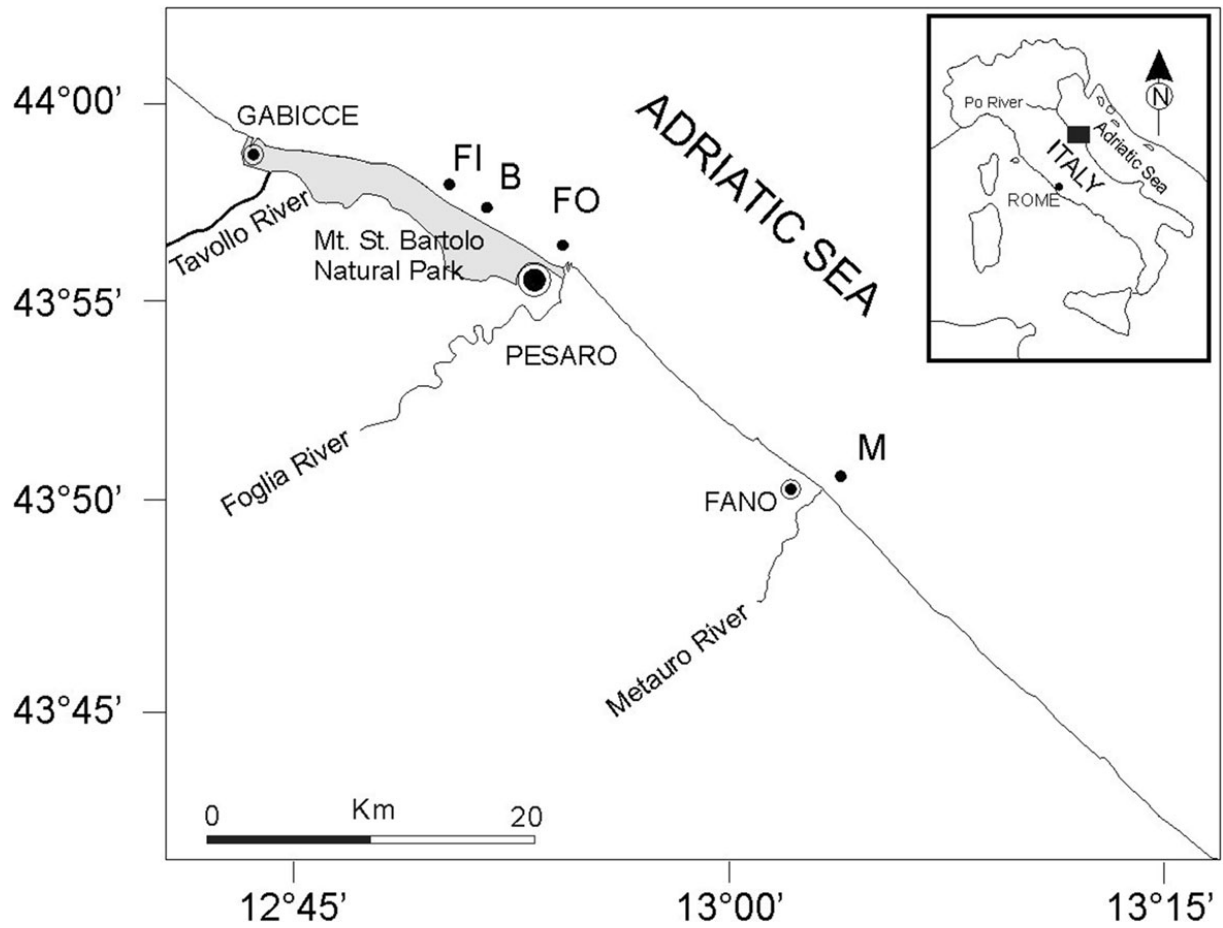 44°00’
GABICCE
FI
B
FO
ADRIATIC SEA
Po River
N
Adriatic Sea
ITALY
ROME
Tavollo River
Mt. St. Bartolo
Natural Park
43°55’
PESARO
Foglia River
M
43°50’
FANO
Metauro River
43°45’
0
Km
20
12°45’
13°00’
13°15’